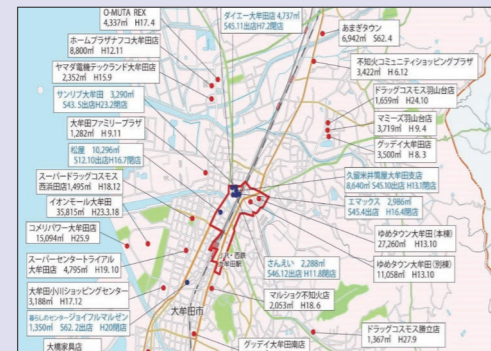 O-MUTA REX
4,337㎡ H17. 4
ホームプラザナフコ大牟田店
8,800㎡ H12.11
ヤマダ電機テックランド大牟田店
2,352㎡ H15.9
サンリブ大牟田 3,290㎡
S43. 5出店H23.2閉店
大牟田ファミリープラザ
1,282㎡ H 9.11
松屋 10,296㎡
S12.10出店H16.7閉店
スーパードラッグコスモス
西浜田店1,495㎡ H18.12
イオンモール大牟田
35,815㎡ H23.3.18
コメリパワー大牟田店
15,094㎡ H25.9
スーパーセンタートライアル
大牟田店 4,795㎡ H19.10
大牟田小川ショッピングセンター
3,188㎡ H17.12
暮らしのセンタージョイフルマルゼン
1,350㎡ S62. 2出店 H20閉店
大橋家具店
ダイエー大牟田店 4,737㎡
S45.11出店H7.2閉店
あまぎタウン
6,942㎡ S62. 4
不知火コミュニティショッピングプラザ
3,422㎡ H 6.12
ドラッグコスモス羽山台店
1,659㎡ H24.10
マミーズ羽山台店
3,719㎡ H 9. 4
グッデイ大牟田店
3,500㎡ H 8. 3
久留米井筒屋大牟田支店
8,640㎡ S45.10出店 H13.1閉店
エマックス 2,986㎡
S45.4出店 H16.4閉店
ゆめタウン大牟田(本棟)
27,260㎡ H13.10
ゆめタウン大牟田(別棟)
11,058㎡ H13.10
さんえい 2,288㎡
S46.12出店 H11.8閉店
マルショク不知火店
2,053㎡ H18. 6
JR・西鉄
大牟田駅
大牟田市
ドラッグコスモス勝立店
1,367㎡ H27.9
グッデイ大牟田南店